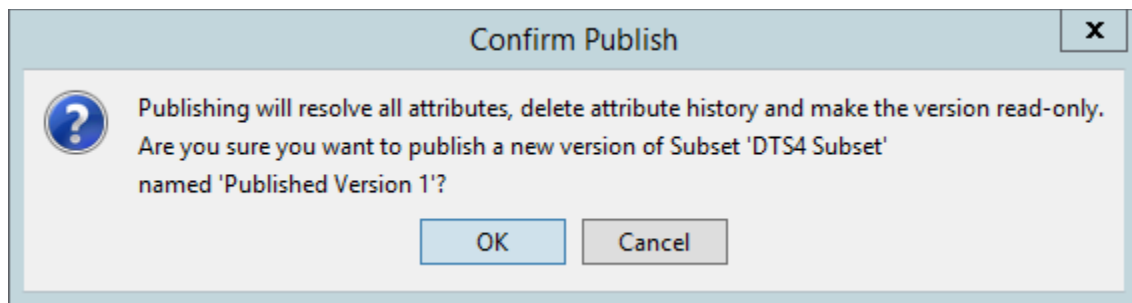 Confirm Publish
x
?
Publishing will resolve all attributes, delete attribute history and make the version read-only.
Are you sure you want to publish a new version of Subset 'DTS4 Subset'
named 'Published Version 1'?
OK Cancel